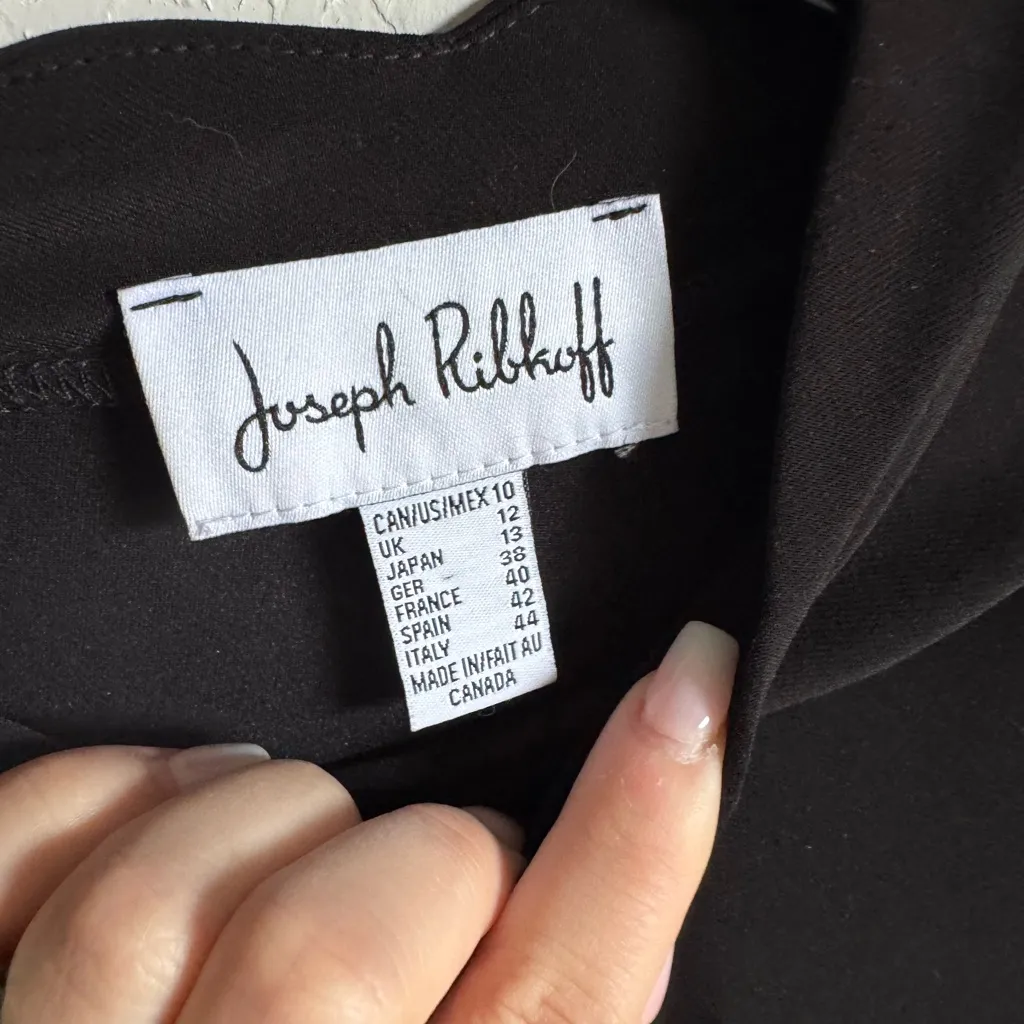 Joseph Ribkoff
CAN/US/MEX 10
UK 12
JAPAN 13
GER 38
FRANCE 40
SPAIN 42
ITALY 44
MADE IN/FAIT AU
CANADA